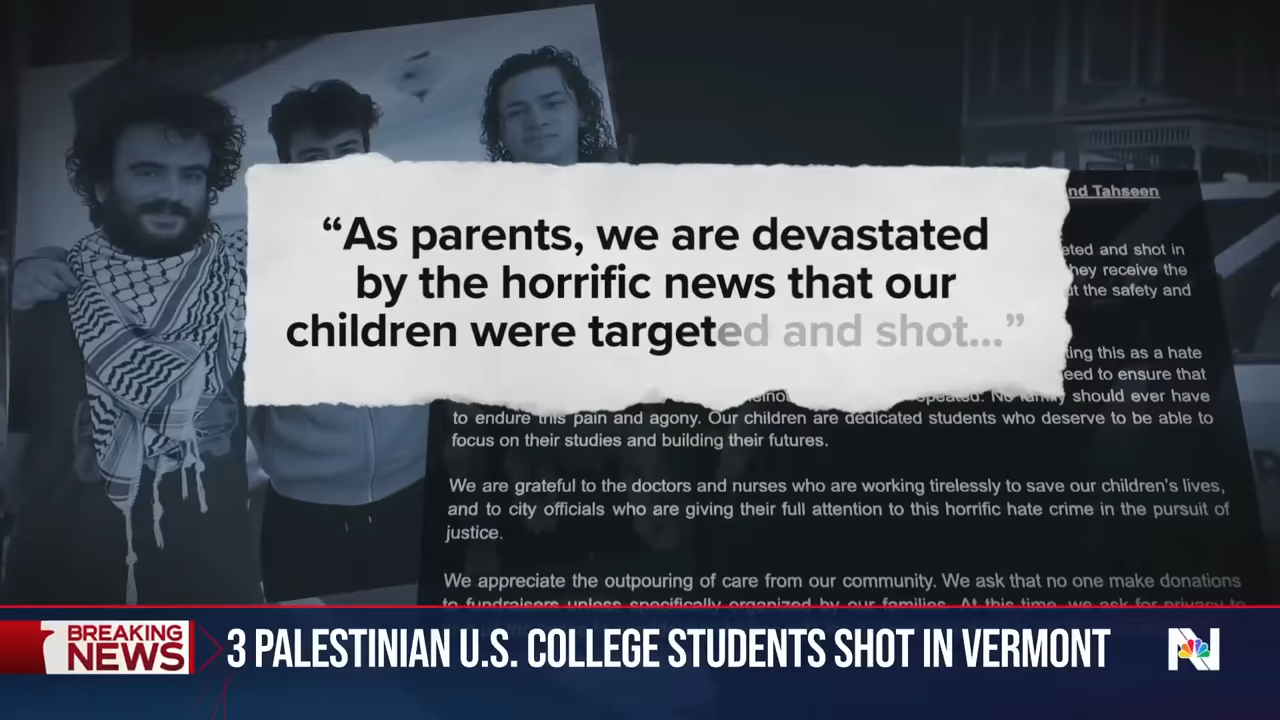 “As parents, we are devastated
by the horrific news that our
children were targeted and shot...”
nd Tahseen
eted and shot in
hey receive the
the safety and
ting this as a hate
eed to ensure that
should ever have
to endure this pain and agony. Our children are dedicated students who deserve to be able to
focus on their studies and building their futures.
We are grateful to the doctors and nurses who are working tirelessly to save our children’s lives,
and to city officials who are giving their full attention to this horrific hate crime in the pursuit of
justice.
We appreciate the outpouring of care from our community. We ask that no one make donations
to fundraisers unless specifically organized by our families. At this time, we ask for privacy to
BREAKING
NEWS
3 PALESTINIAN U.S. COLLEGE STUDENTS SHOT IN VERMONT